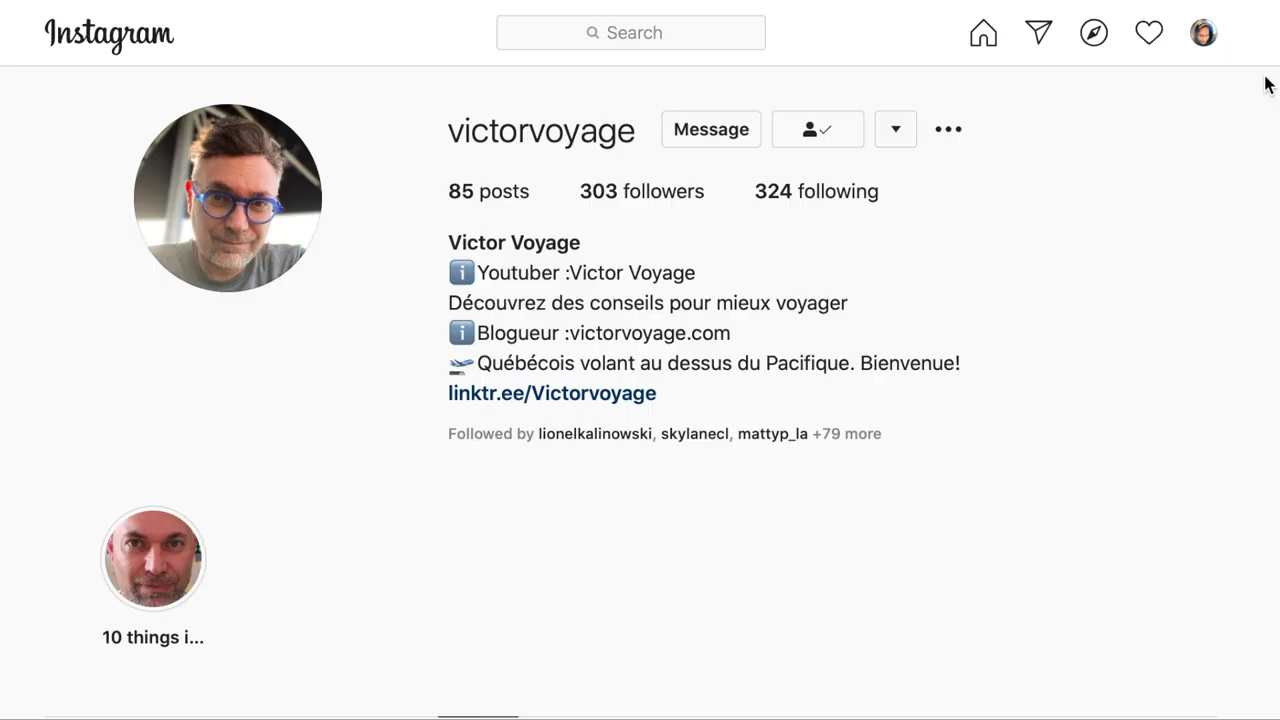 Instagram
Search
victorvoyage Message
85 posts 303 followers 324 following
Victor Voyage
ℹ️Youtuber :Victor Voyage
Découvrez des conseils pour mieux voyager
ℹ️Blogueur :victorvoyage.com
🛫Québécois volant au dessus du Pacifique. Bienvenue!
linktr.ee/Victorvoyage
Followed by lionelkalinowski, skylanecl, mattyp_la +79 more
10 things i...